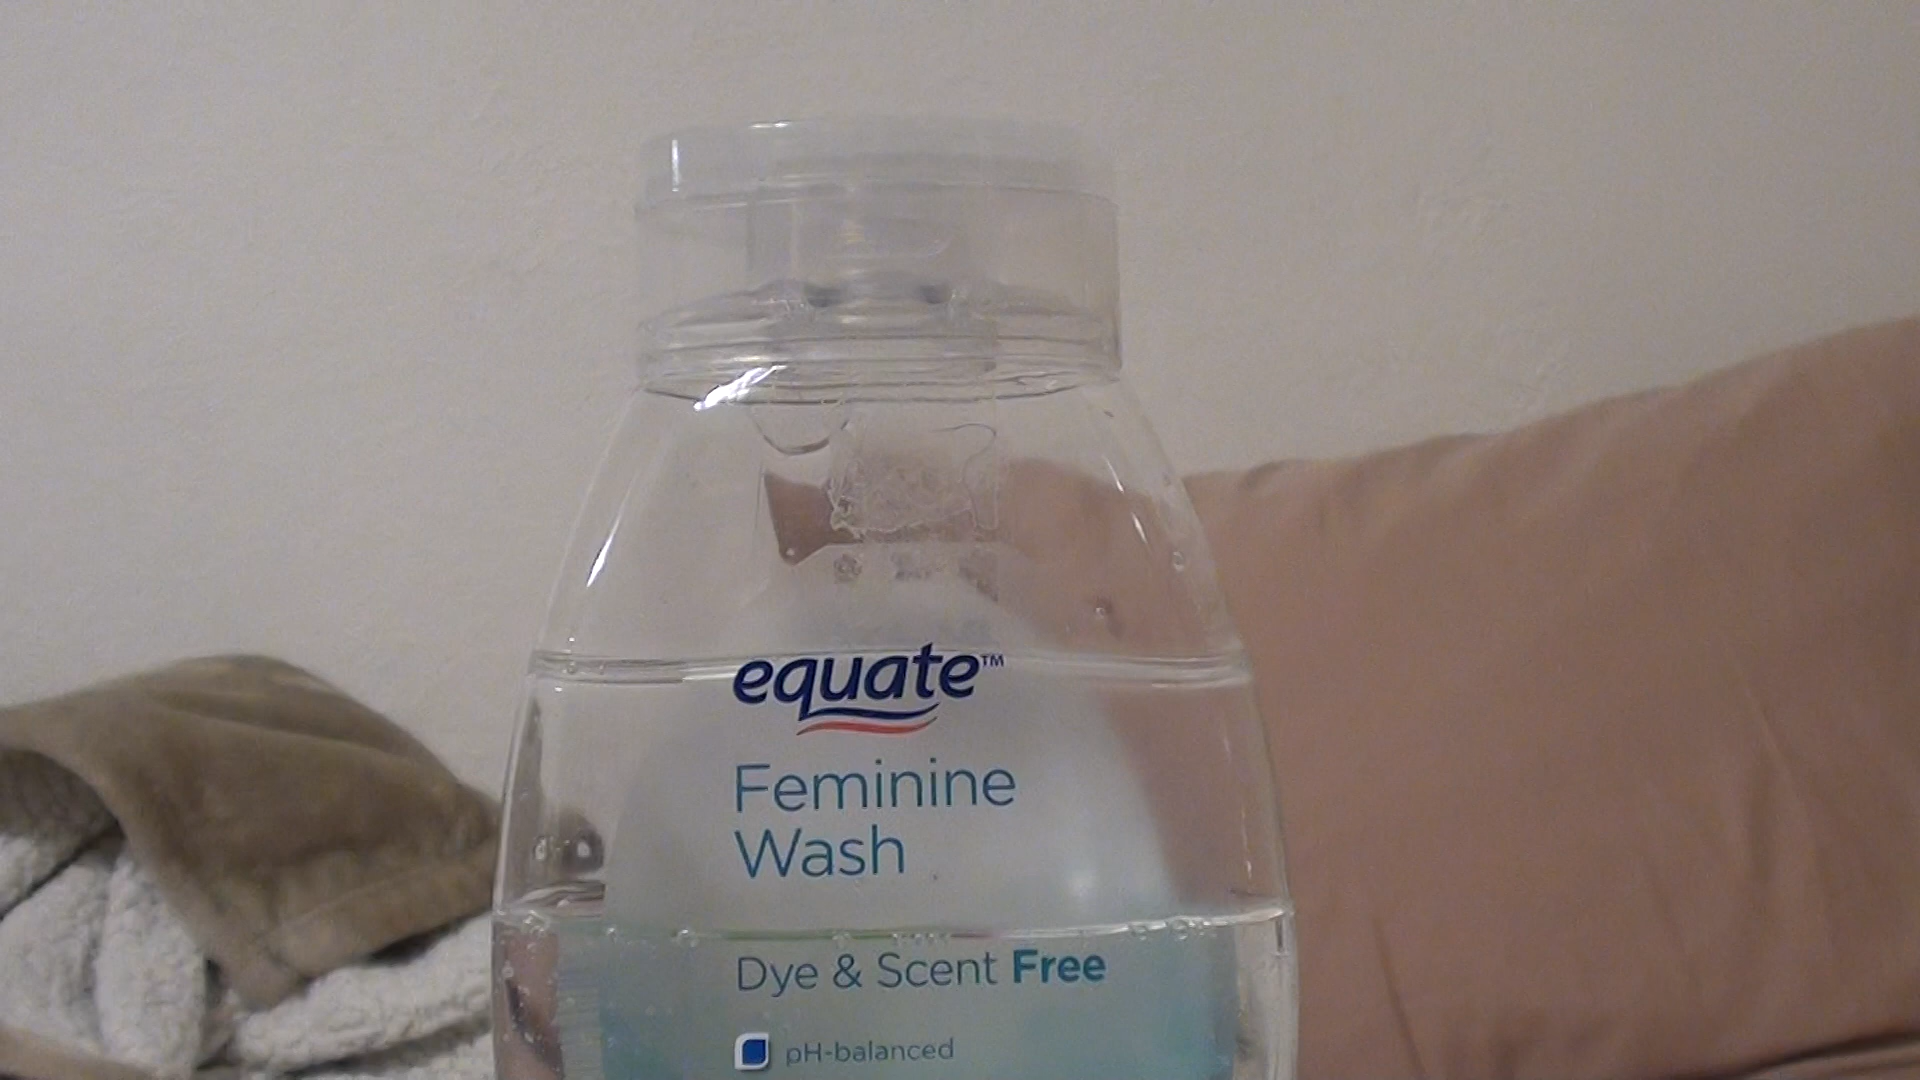 equate™
Feminine
Wash
Dye & Scent Free
pH-balanced